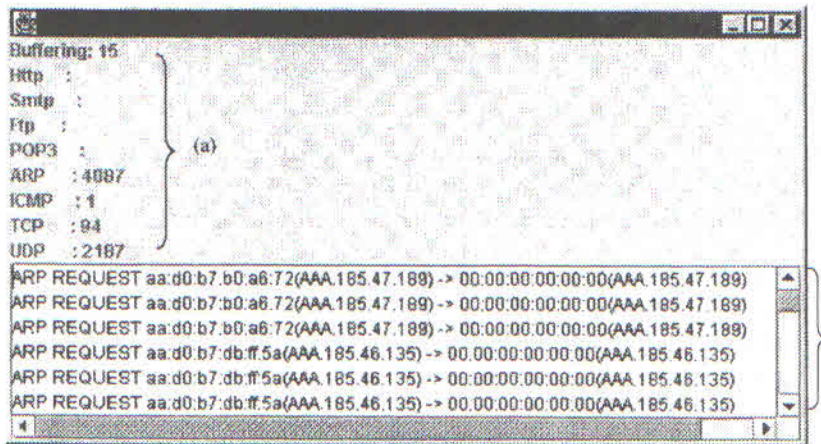 Buffering: 15
Http :
Smtp :
Ftp :
POP3 :
ARP : 4087
ICMP : 1
TCP : 94
UDP : 2187
(a)
ARP REQUEST aa:d0:b7:b0:a6:72(AAA.185.47.189) -> 00:00:00:00:00:00(AAA.185.47.189)
ARP REQUEST aa:d0:b7:b0:a6:72(AAA.185.47.189) -> 00:00:00:00:00:00(AAA.185.47.189)
ARP REQUEST aa:d0:b7:b0:a6:72(AAA.185.47.189) -> 00:00:00:00:00:00(AAA.185.47.189)
ARP REQUEST aa:d0:b7:db:ff:5a(AAA.185.46.135) -> 00:00:00:00:00:00(AAA.185.46.135)
ARP REQUEST aa:d0:b7:db:ff:5a(AAA.185.46.135) -> 00:00:00:00:00:00(AAA.185.46.135)
ARP REQUEST aa:d0:b7:db:ff:5a(AAA.185.46.135) -> 00:00:00:00:00:00(AAA.185.46.135)